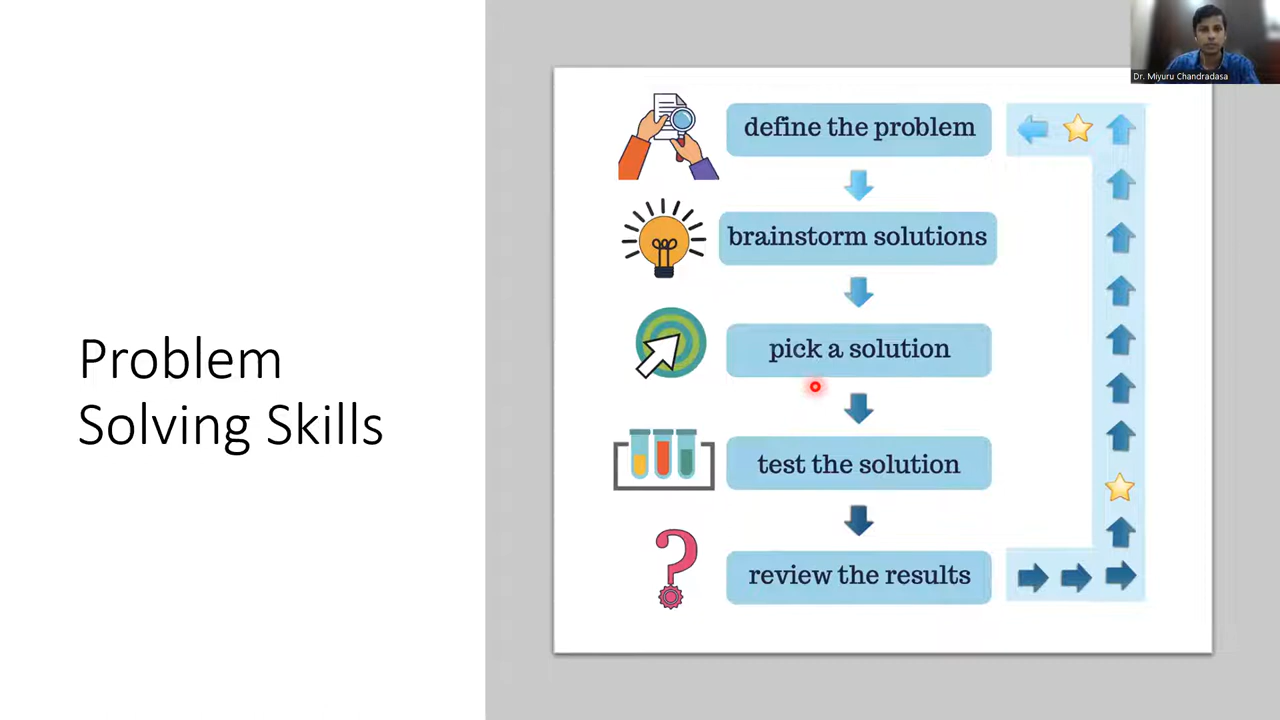 Dr. Miyuru Chandradasa
define the problem
brainstorm solutions
pick a solution
test the solution
review the results
Problem
Solving Skills